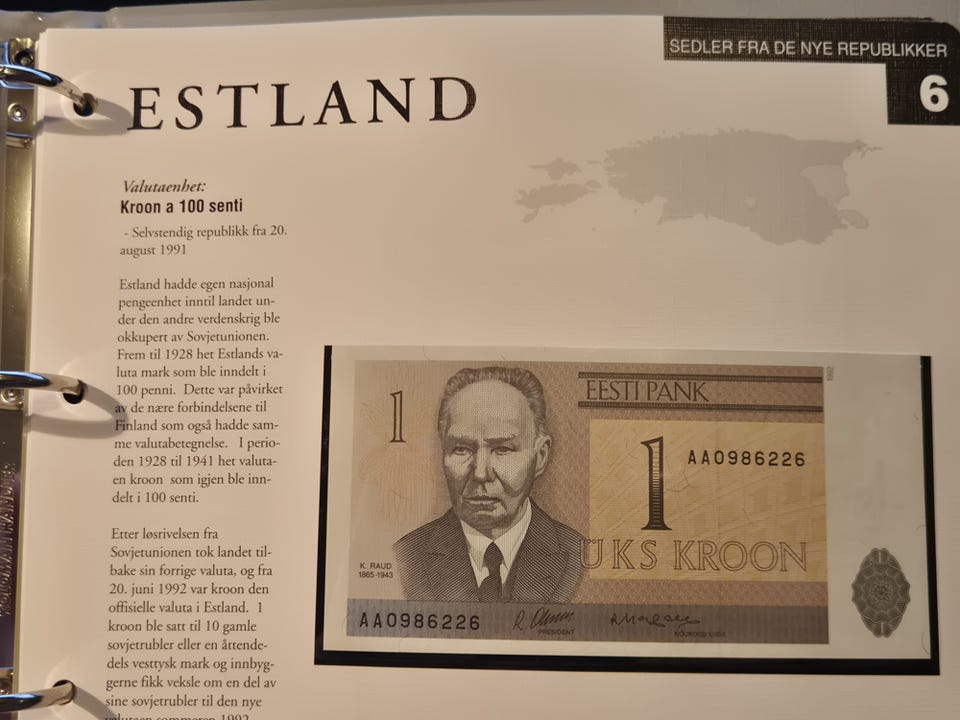 SEDLER FRA DE NYE REPUBLIKKER
6
ESTLAND
Valutaenhet:
Kroon a 100 senti
- Selvstendig republikk fra 20.
august 1991
Estland hadde egen nasjonal
pengeenhet inntil landet un-
der den andre verdenskrig ble
okkupert av Sovjetunionen.
Frem til 1928 het Estlands va-
luta mark som ble inndelt i
100 penni. Dette var påvirket
av de nære forbindelsene til
Finland som også hadde sam-
me valutabetegnelse. I perio-
den 1928 til 1941 het valuta-
en kroon som igjen ble inn-
delt i 100 senti.
Etter løsrivelsen fra
Sovjetunionen tok landet til-
bake sin forrige valuta, og fra
20. juni 1992 var kroon den
offisielle valuta i Estland. 1
kroon ble satt til 10 gamle
sovjetrubler eller en åttende-
dels vesttysk mark og innbyg-
gerne fikk veksle om en del av
sine sovjetrubler til den nye
valutaen sommeren 1992
1
EESTI PANK
1992
1
AA0986226
ÜKS KROON
K. RAUD
1865-1943
AA0986226
PRESIDENT
NÕUKOGU LIIGE